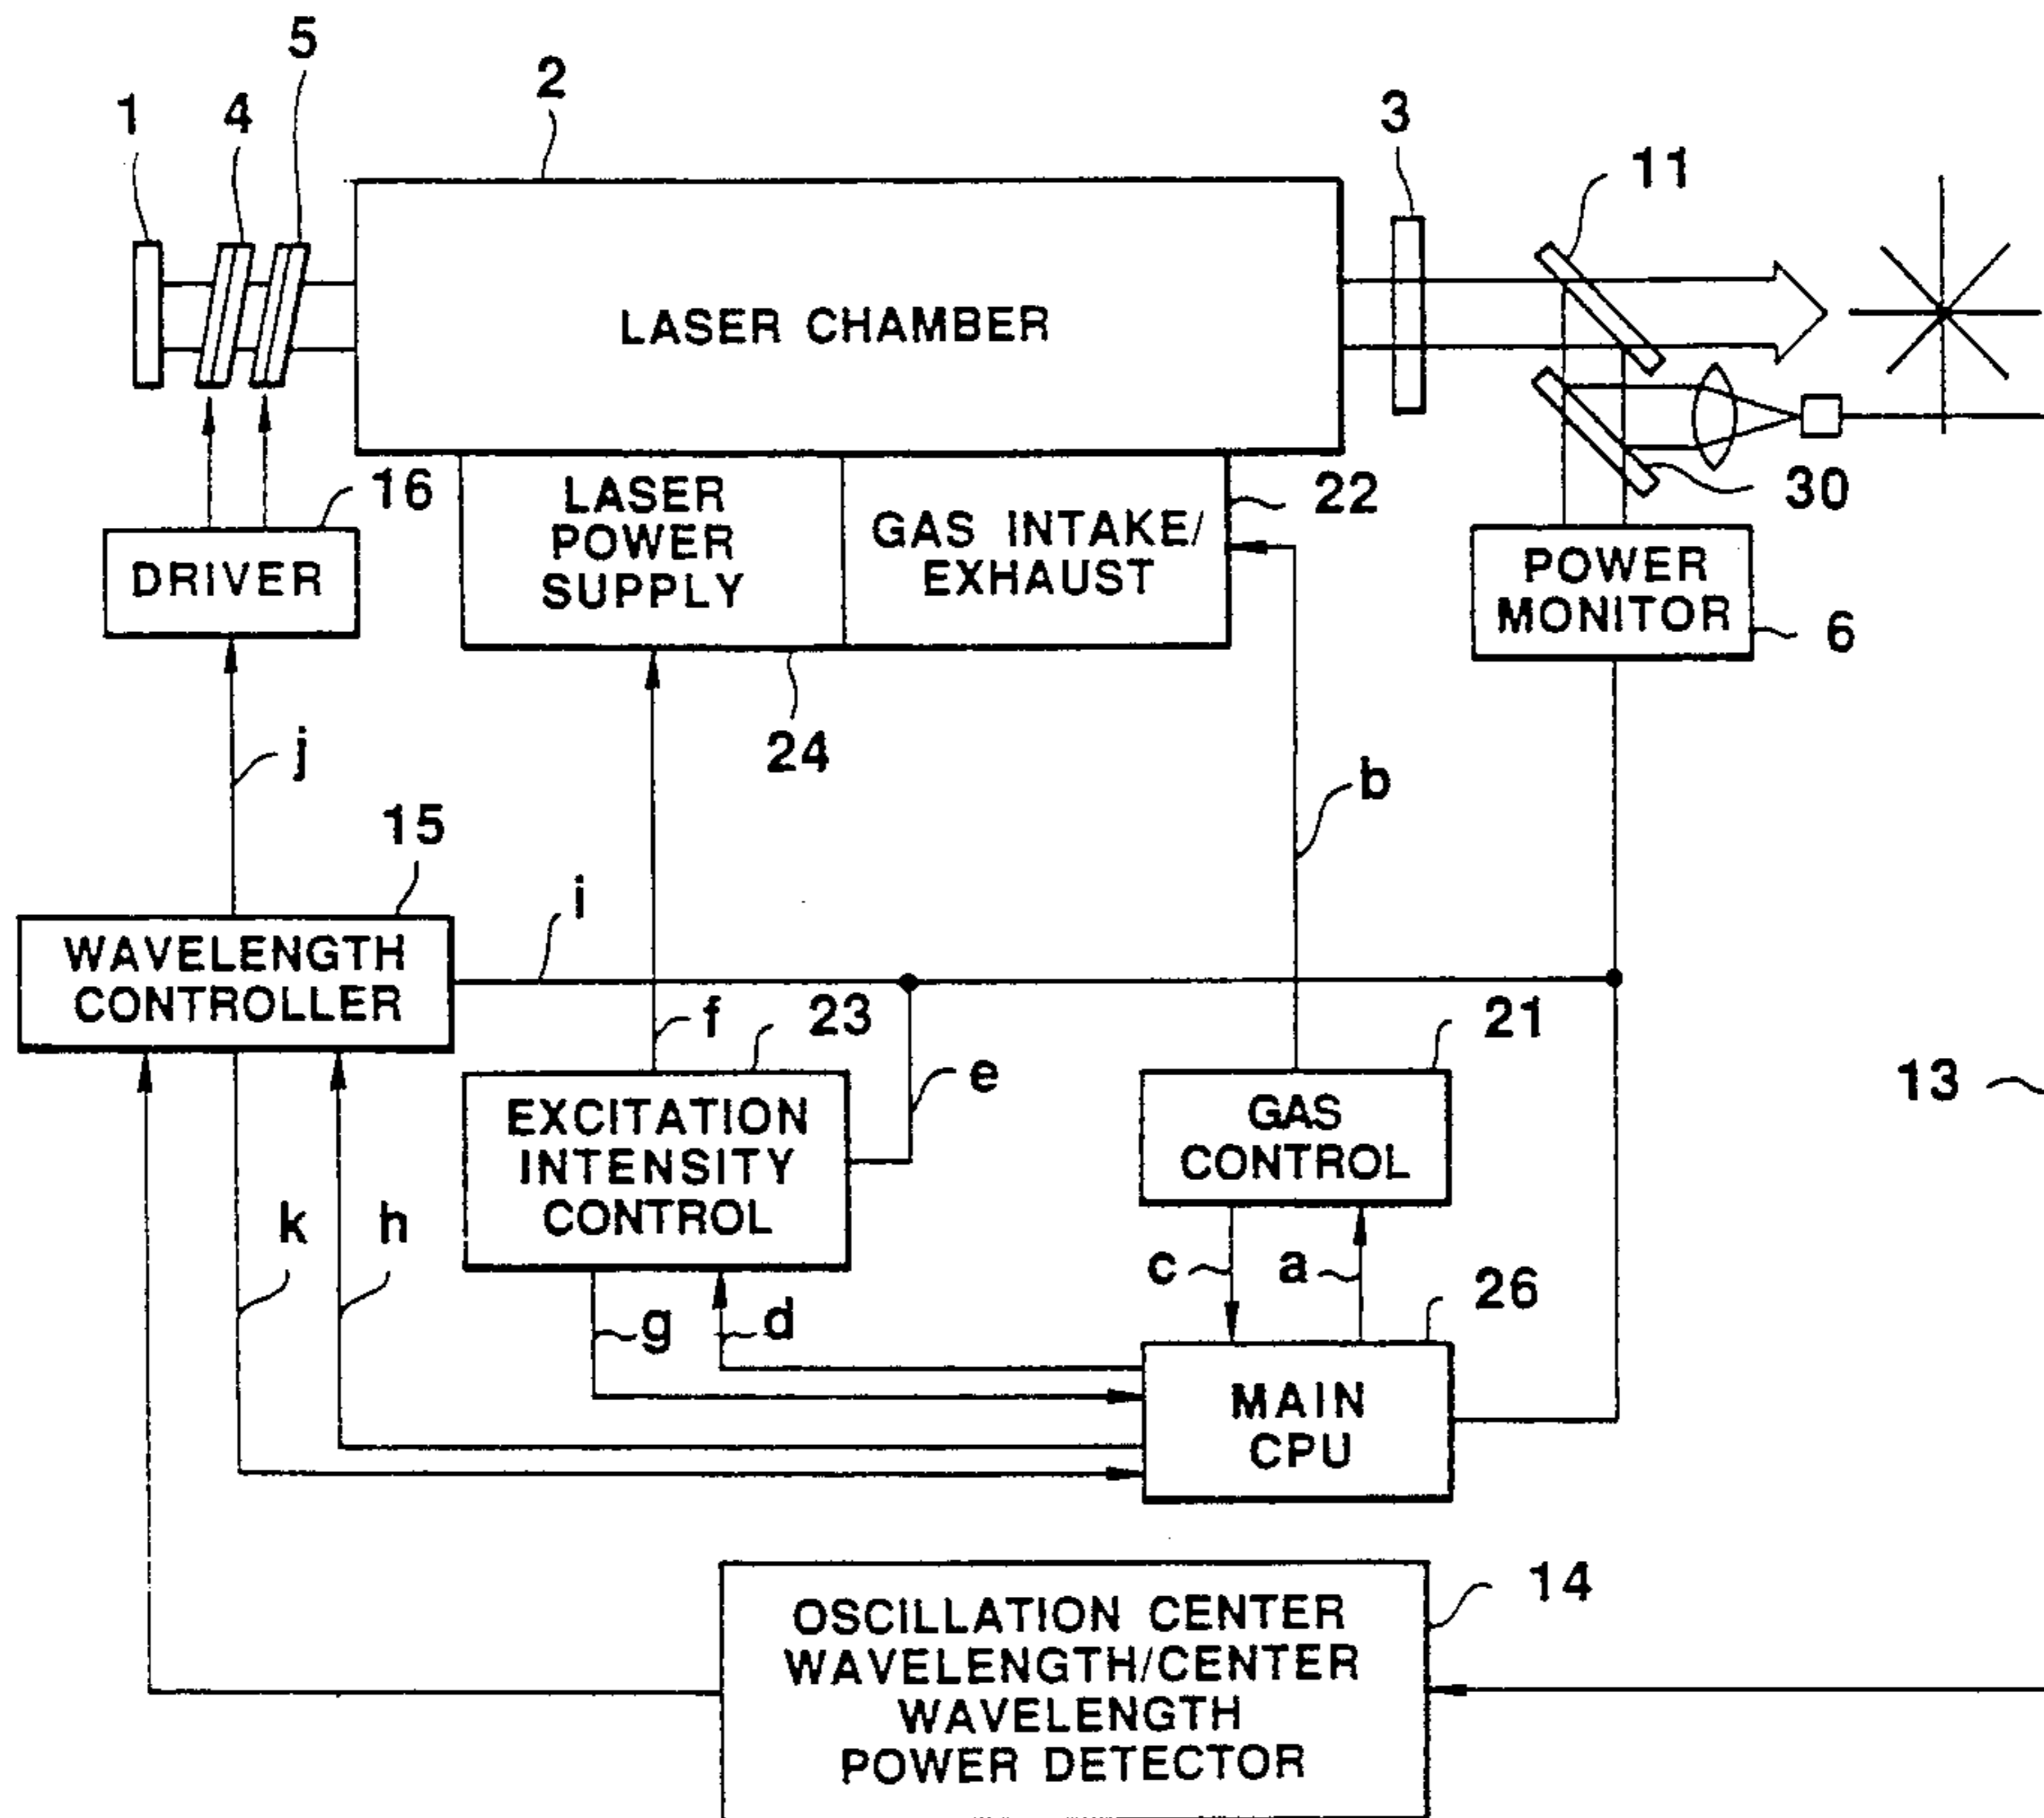 5
2
1
4
3
11
LASER CHAMBER
16
22
30
LASER
POWER
SUPPLY
GAS INTAKE/
EXHAUST
DRIVER
POWER
MONITOR
6
24
j
b
15
i
WAVELENGTH
CONTROLLER
f
23
21
e
13
EXCITATION
INTENSITY
CONTROL
GAS
CONTROL
k
h
c
a
26
g
d
MAIN
CPU
14
OSCILLATION CENTER
WAVELENGTH/CENTER
WAVELENGTH
POWER DETECTOR